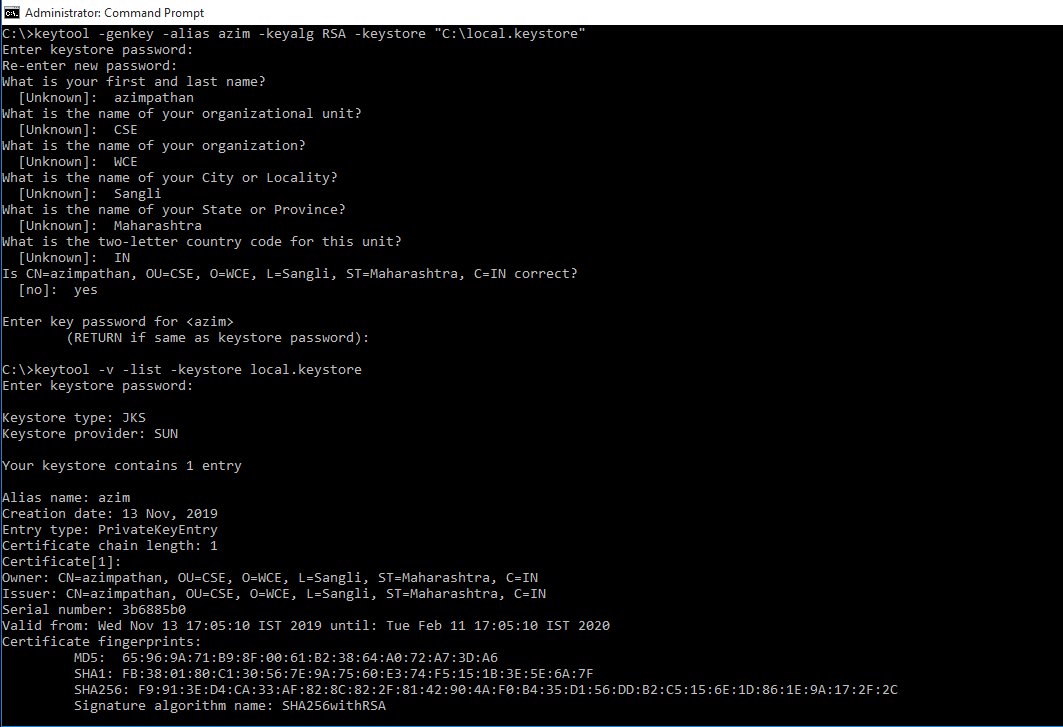 Administrator: Command Prompt
C:\>keytool -genkey -alias azim -keyalg RSA -keystore "C:\local.keystore"
Enter keystore password:
Re-enter new password:
What is your first and last name?
  [Unknown]:  azimpathan
What is the name of your organizational unit?
  [Unknown]:  CSE
What is the name of your organization?
  [Unknown]:  WCE
What is the name of your City or Locality?
  [Unknown]:  Sangli
What is the name of your State or Province?
  [Unknown]:  Maharashtra
What is the two-letter country code for this unit?
  [Unknown]:  IN
Is CN=azimpathan, OU=CSE, O=WCE, L=Sangli, ST=Maharashtra, C=IN correct?
  [no]:  yes

Enter key password for <azim>
        (RETURN if same as keystore password):

C:\>keytool -v -list -keystore local.keystore
Enter keystore password:

Keystore type: JKS
Keystore provider: SUN

Your keystore contains 1 entry

Alias name: azim
Creation date: 13 Nov, 2019
Entry type: PrivateKeyEntry
Certificate chain length: 1
Certificate[1]:
Owner: CN=azimpathan, OU=CSE, O=WCE, L=Sangli, ST=Maharashtra, C=IN
Issuer: CN=azimpathan, OU=CSE, O=WCE, L=Sangli, ST=Maharashtra, C=IN
Serial number: 3b6885b0
Valid from: Wed Nov 13 17:05:10 IST 2019 until: Tue Feb 11 17:05:10 IST 2020
Certificate fingerprints:
         MD5:  65:96:9A:71:B9:8F:00:61:B2:38:64:A0:72:A7:3D:A6
         SHA1: FB:38:01:80:C1:30:56:7E:9A:75:60:E3:74:F5:15:1B:3E:5E:6A:7F
         SHA256: F9:91:3E:D4:CA:33:AF:82:8C:82:2F:81:42:90:4A:F0:B4:35:D1:56:DD:B2:C5:15:6E:1D:86:1E:9A:17:2F:2C
         Signature algorithm name: SHA256withRSA